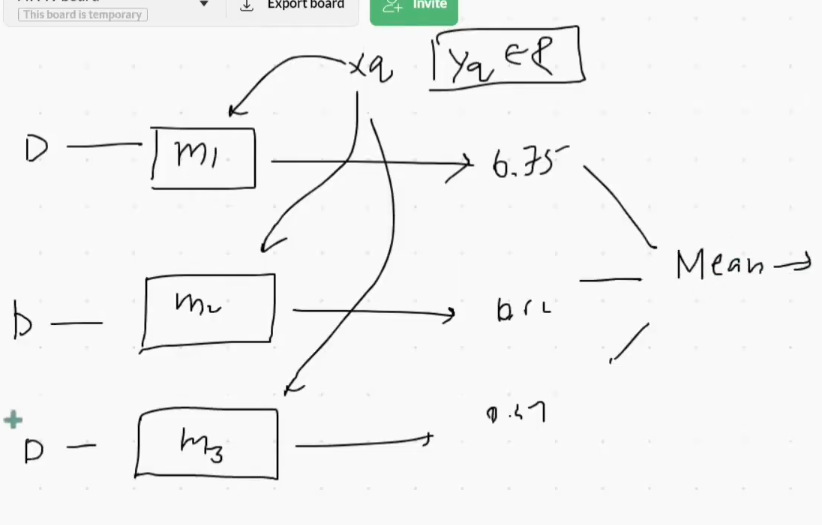 This board is temporary
Export board
Invite
xq
yq ∈ R
D
m1
6.75
Mean
D
m2
D
m3